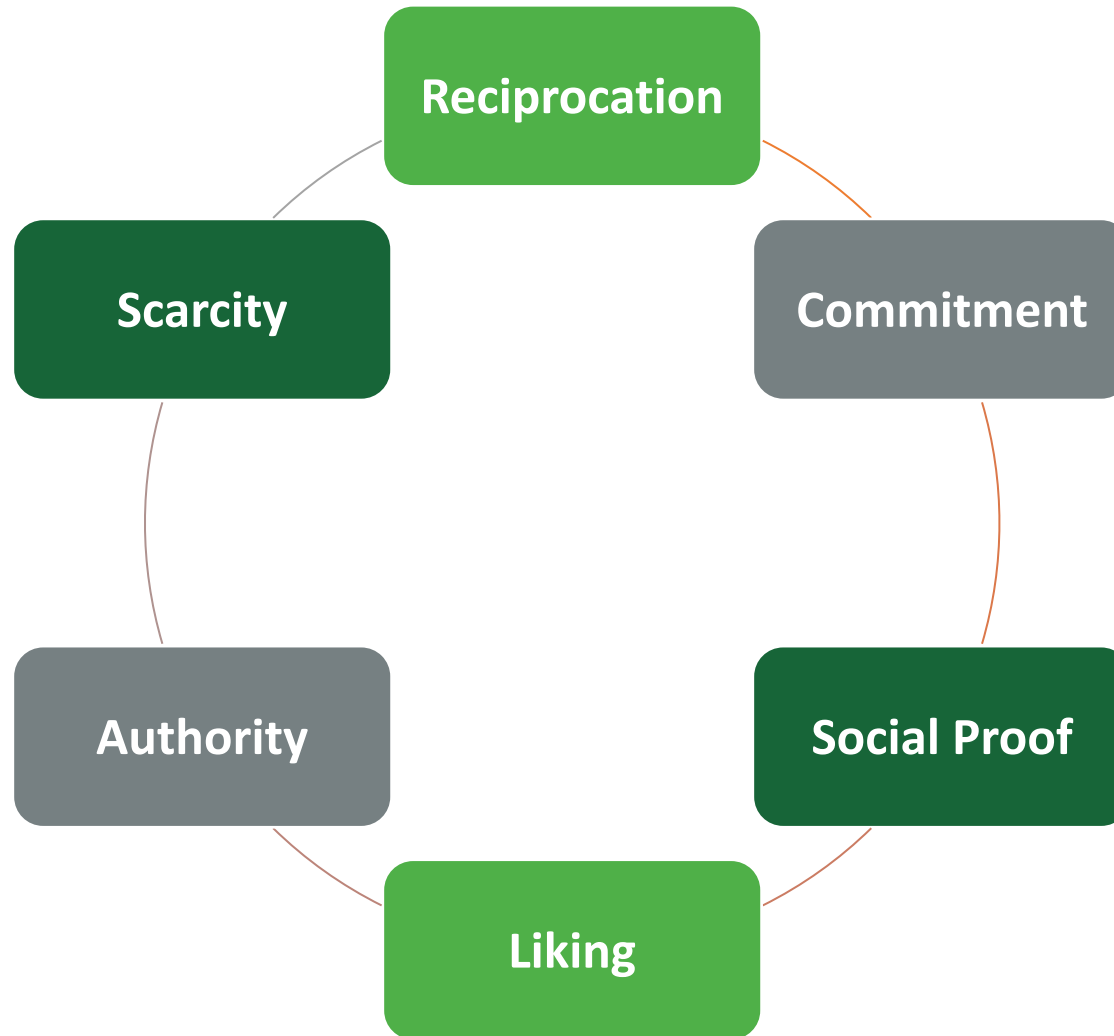 Reciprocation
Commitment
Social Proof
Liking
Authority
Scarcity